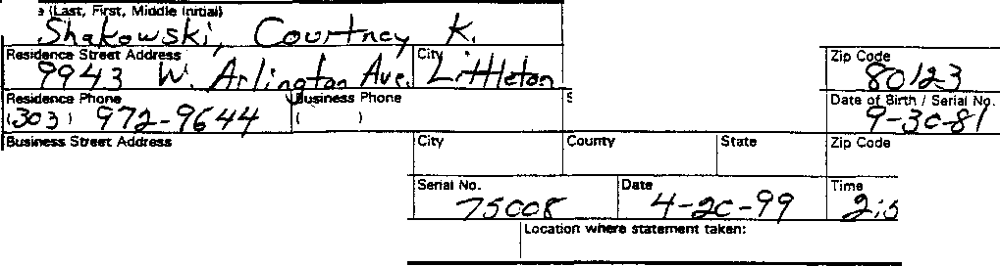 e (Last, First, Middle Initial)
Shakowski, Courtney K.
Residence Street Address City Zip Code
9943 W. Arlington Ave. Littleton 80123
Residence Phone Business Phone S Date of Birth / Serial No.
(303) 972-9644 ( ) 9-30-81
Business Street Address City County State Zip Code
Serial No. Date Time
75008 4-20-99 2:5
Location where statement taken: